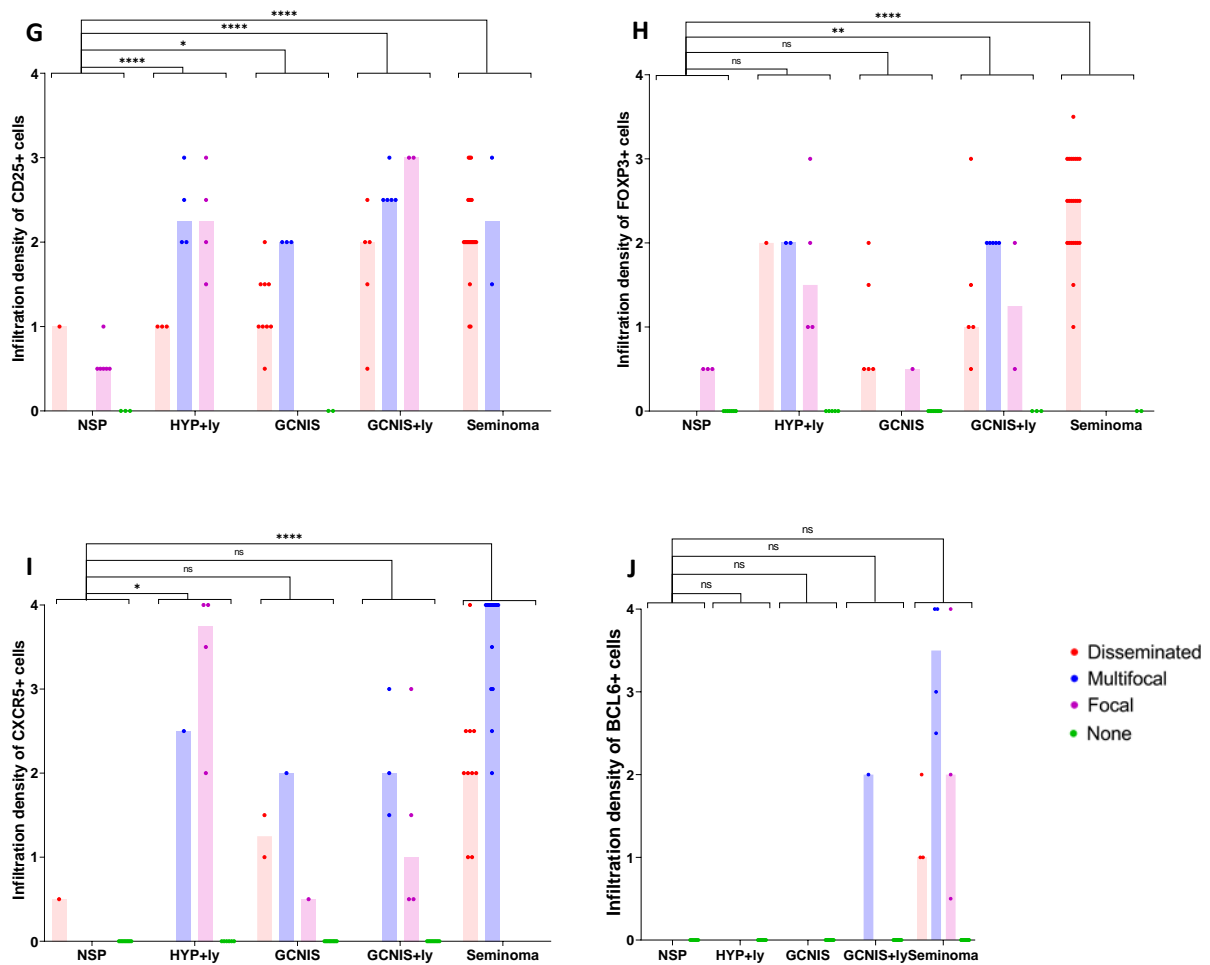 G
****
****
*
****
Infiltration density of CD25+ cells
4
3
2
1
0
NSP HYP+ly GCNIS GCNIS+ly Seminoma
H
****
**
ns
ns
Infiltration density of FOXP3+ cells
4
3
2
1
0
NSP HYP+ly GCNIS GCNIS+ly Seminoma
I
****
ns
ns
*
Infiltration density of CXCR5+ cells
4
3
2
1
0
NSP HYP+ly GCNIS GCNIS+ly Seminoma
J
ns
ns
ns
ns
Infiltration density of BCL6+ cells
4
3
2
1
0
NSP HYP+ly GCNIS GCNIS+ly Seminoma
Disseminated
Multifocal
Focal
None